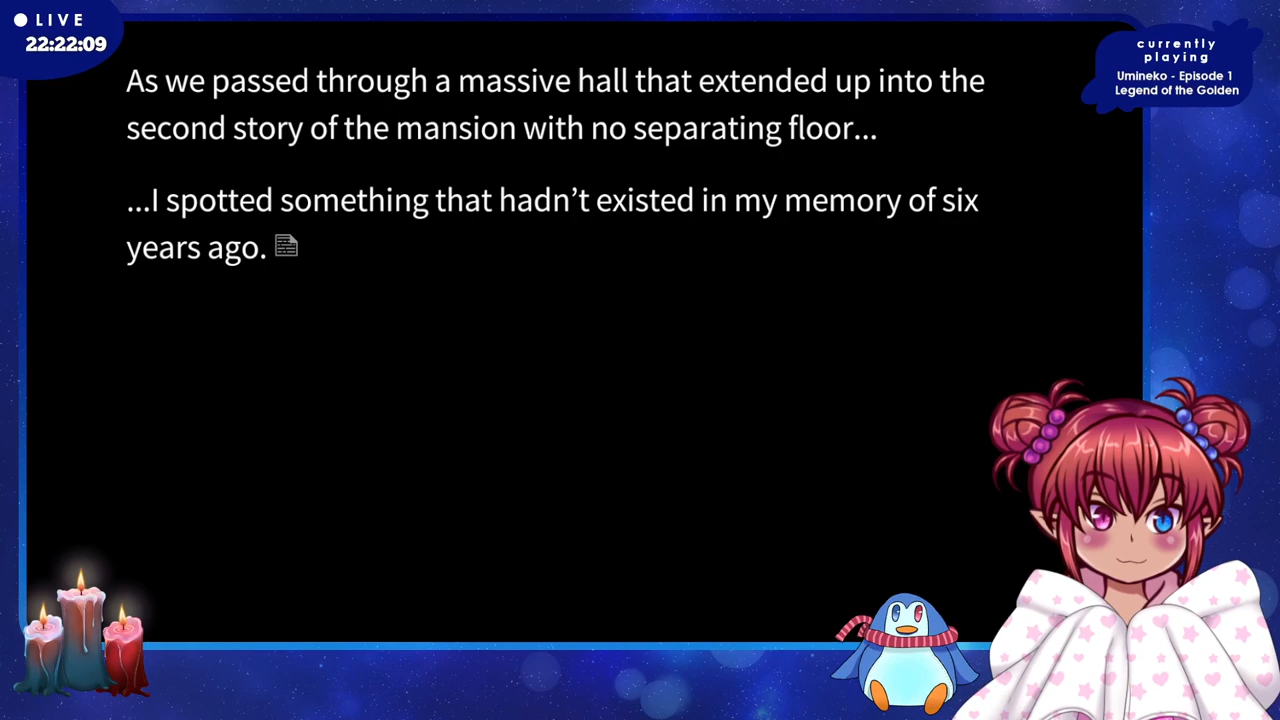 LIVE
22:22:09
currently
playing
Umineko - Episode 1
Legend of the Golden
As we passed through a massive hall that extended up into the
second story of the mansion with no separating floor...
...I spotted something that hadn’t existed in my memory of six
years ago.